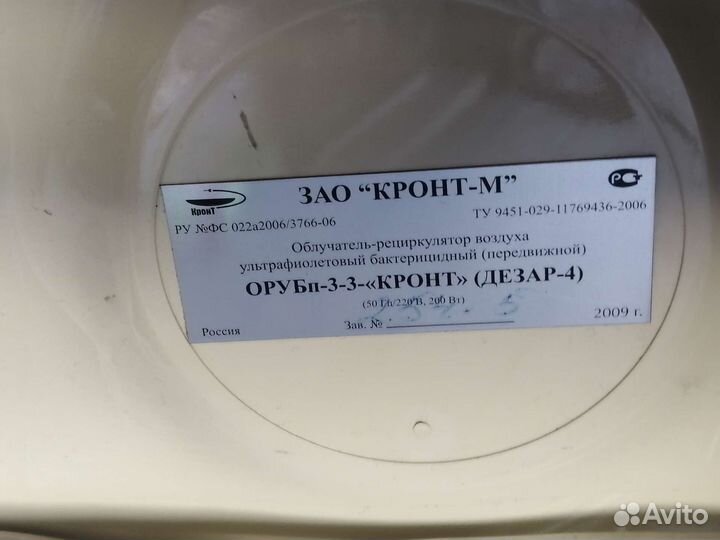 ЗАО “КРОНТ-М”
КронТ
РСТ
РУ №ФС 022а2006/3766-06
ТУ 9451-029-11769436-2006
Облучатель-рециркулятор воздуха
ультрафиолетовый бактерицидный (передвижной)
ОРУБп-3-3-«КРОНТ» (ДЕЗАР-4)
(50 Гц/220 В, 200 Вт)
Россия
Зав. №
2009 г.
Avito